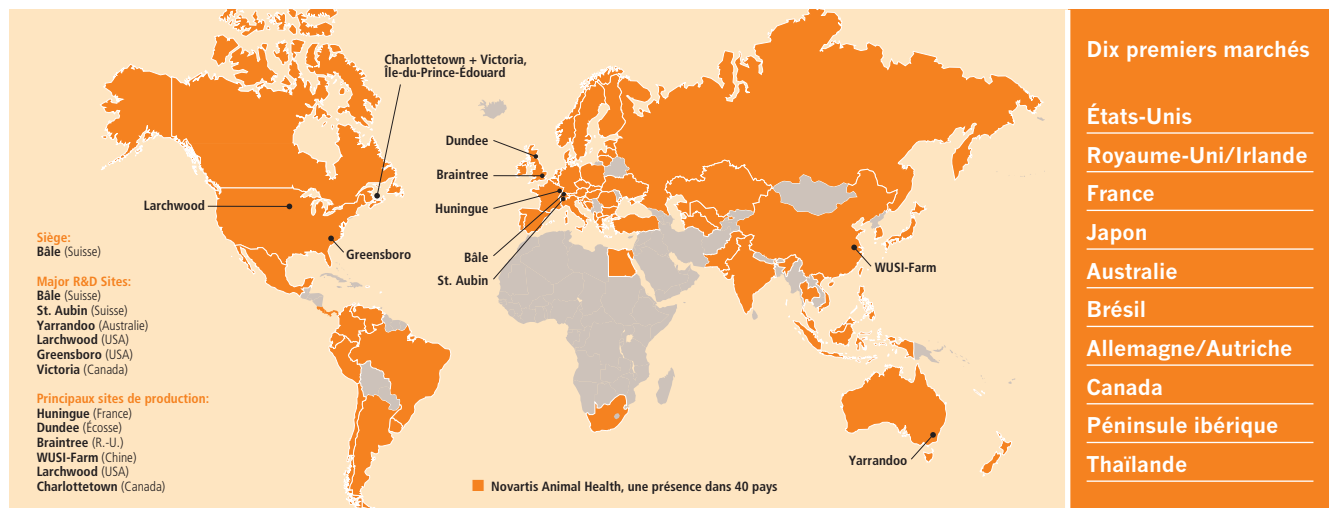 Charlottetown + Victoria,
Île-du-Prince-Édouard
Dundee
Braintree
Larchwood
Huningue
Greensboro
Bâle
St. Aubin
WUSI-Farm
Yarrandoo
Siège:
Bâle (Suisse)
Major R&D Sites:
Bâle (Suisse)
St. Aubin (Suisse)
Yarrandoo (Australie)
Larchwood (USA)
Greensboro (USA)
Victoria (Canada)
Principaux sites de production:
Huningue (France)
Dundee (Écosse)
Braintree (R.-U.)
WUSI-Farm (Chine)
Larchwood (USA)
Charlottetown (Canada)
Novartis Animal Health, une présence dans 40 pays
Dix premiers marchés
États-Unis
Royaume-Uni/Irlande
France
Japon
Australie
Brésil
Allemagne/Autriche
Canada
Péninsule ibérique
Thaïlande